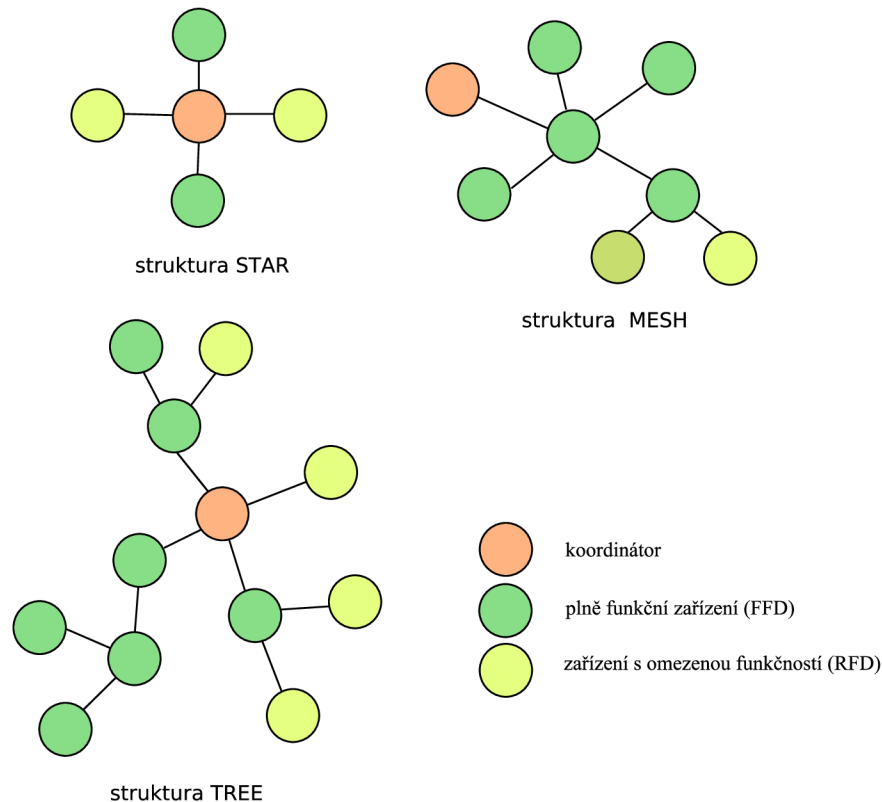 struktura STAR
struktura MESH
koordinátor
plně funkční zařízení (FFD)
zařízení s omezenou funkčností (RFD)
struktura TREE